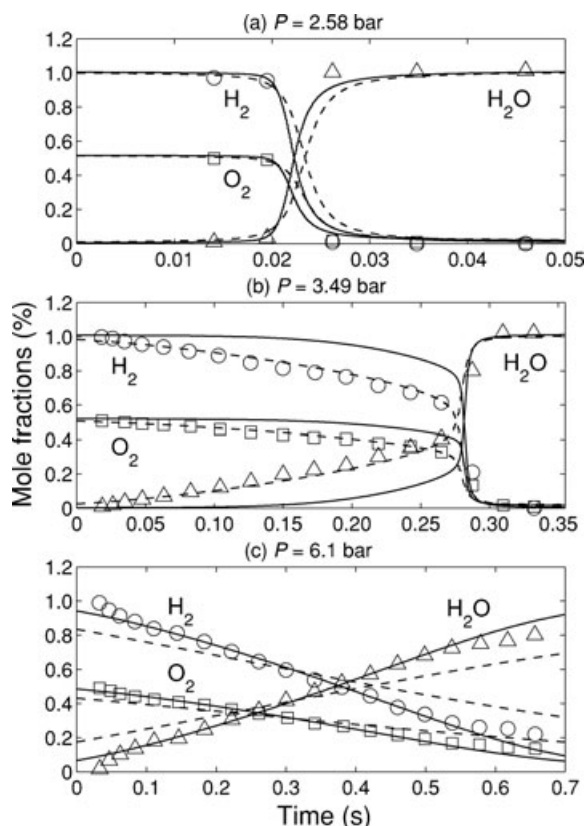 (a) P = 2.58 bar
1.2
1.0
0.8
0.6
0.4
0.2
0
H₂
H₂O
O₂
0 0.01 0.02 0.03 0.04 0.05
(b) P = 3.49 bar
1.2
1.0
0.8
0.6
0.4
0.2
0
H₂
H₂O
O₂
0 0.05 0.10 0.15 0.20 0.25 0.30 0.35
Mole fractions (%)
(c) P = 6.1 bar
1.2
1.0
0.8
0.6
0.4
0.2
0
H₂
H₂O
O₂
0 0.1 0.2 0.3 0.4 0.5 0.6 0.7
Time (s)